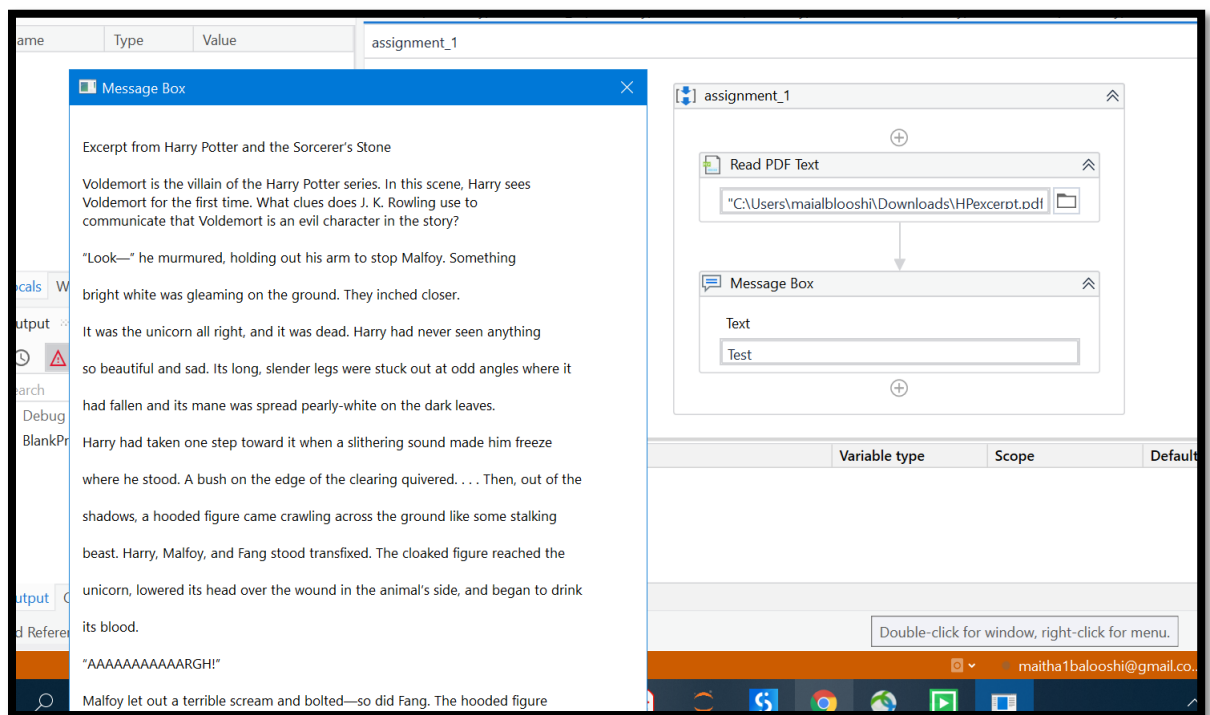 ame Type Value
assignment_1
Message Box
Excerpt from Harry Potter and the Sorcerer's Stone
Voldemort is the villain of the Harry Potter series. In this scene, Harry sees
Voldemort for the first time. What clues does J. K. Rowling use to
communicate that Voldemort is an evil character in the story?
“Look—” he murmured, holding out his arm to stop Malfoy. Something
bright white was gleaming on the ground. They inched closer.
It was the unicorn all right, and it was dead. Harry had never seen anything
so beautiful and sad. Its long, slender legs were stuck out at odd angles where it
had fallen and its mane was spread pearly-white on the dark leaves.
Harry had taken one step toward it when a slithering sound made him freeze
where he stood. A bush on the edge of the clearing quivered. . . . Then, out of the
shadows, a hooded figure came crawling across the ground like some stalking
beast. Harry, Malfoy, and Fang stood transfixed. The cloaked figure reached the
unicorn, lowered its head over the wound in the animal’s side, and began to drink
its blood.
“AAAAAAAAAAARGH!”
Malfoy let out a terrible scream and bolted—so did Fang. The hooded figure
assignment_1
Read PDF Text
"C:\Users\maialblooshi\Downloads\HPexcerpt.pdf
Message Box
Text
Test
ocals W
utput
earch
Debug
BlankPr
Variable type Scope Default
utput
d Referen
Double-click for window, right-click for menu.
maitha1balooshi@gmail.co...